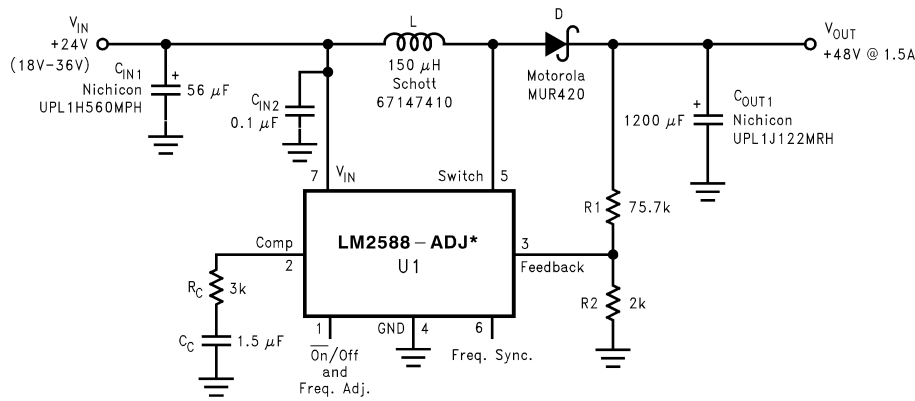 V_IN
+24V
(18V-36V)
C_IN1
Nichicon
UPL1H560MPH
+
56 μF
C_IN2
0.1 μF
L
150 μH
Schott
67147410
D
Motorola
MUR420
V_OUT
+48V @ 1.5A
+
1200 μF
C_OUT1
Nichicon
UPL1J122MRH
7
V_IN
Switch
5
R1
75.7k
LM2588-ADJ*
U1
Comp
2
3
Feedback
R_C
3k
R2
2k
C_C
1.5 μF
1
GND
4
6
On/Off
and
Freq. Adj.
Freq. Sync.